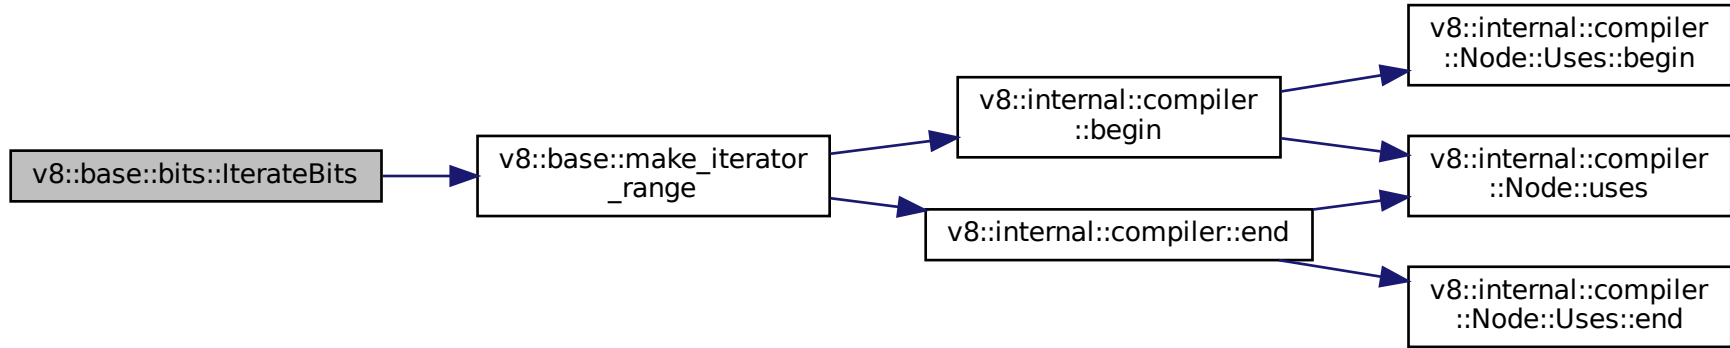 v8::base::bits::IterateBits
v8::base::make_iterator
_range
v8::internal::compiler
::begin
v8::internal::compiler::end
v8::internal::compiler
::Node::Uses::begin
v8::internal::compiler
::Node::uses
v8::internal::compiler
::Node::Uses::end